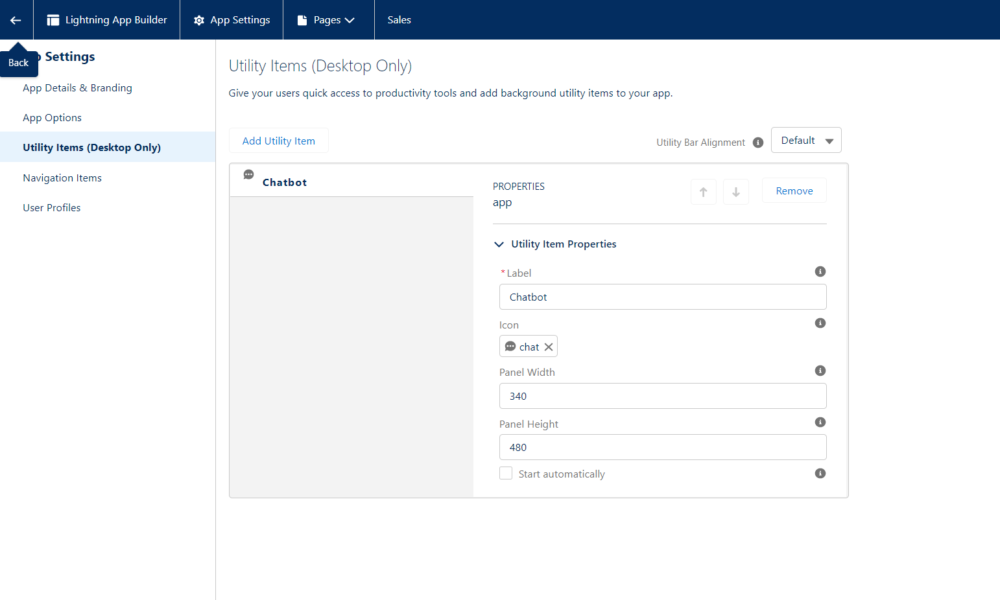 Lightning App Builder
App Settings
Pages
Sales
Back
Settings
App Details & Branding
App Options
Utility Items (Desktop Only)
Navigation Items
User Profiles
Utility Items (Desktop Only)
Give your users quick access to productivity tools and add background utility items to your app.
Add Utility Item
Utility Bar Alignment
Default
Chatbot
PROPERTIES
app
Remove
Utility Item Properties
* Label
Chatbot
Icon
chat
Panel Width
340
Panel Height
480
Start automatically